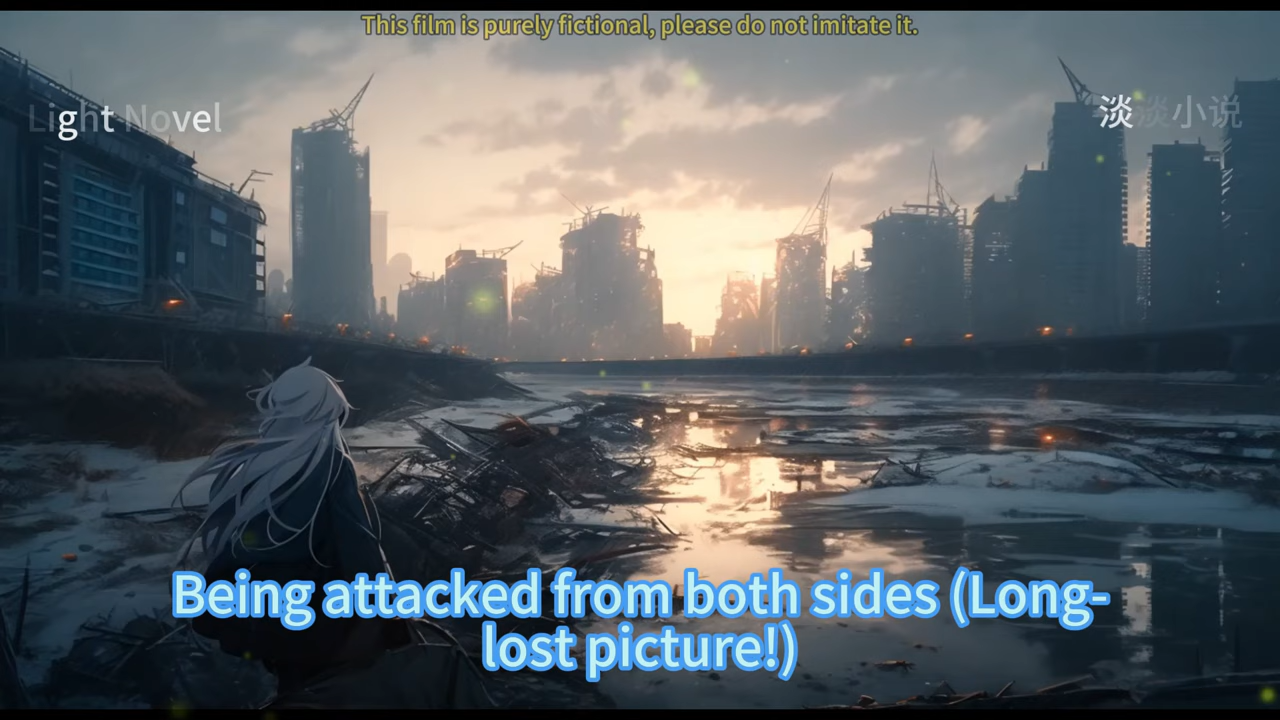 This film is purely fictional, please do not imitate it.
Light Novel
淡淡小说
Being attacked from both sides (Long-
lost picture!)